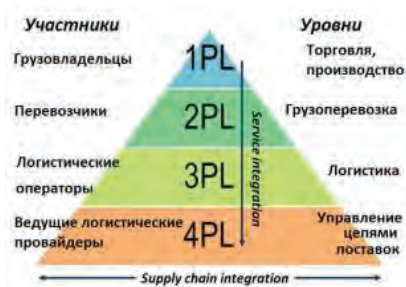 Участники
Уровни
Грузовладельцы
1PL
Торговля,
производство
Перевозчики
2PL
Грузоперевозка
Логистические
операторы
3PL
Логистика
Ведущие логистические
провайдеры
4PL
Управление
цепями
поставок
Service integration
Supply chain integration